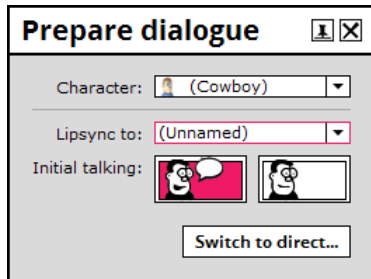 Prepare dialogue
Character: (Cowboy)
Lipsync to: (Unnamed)
Initial talking:
Switch to direct...